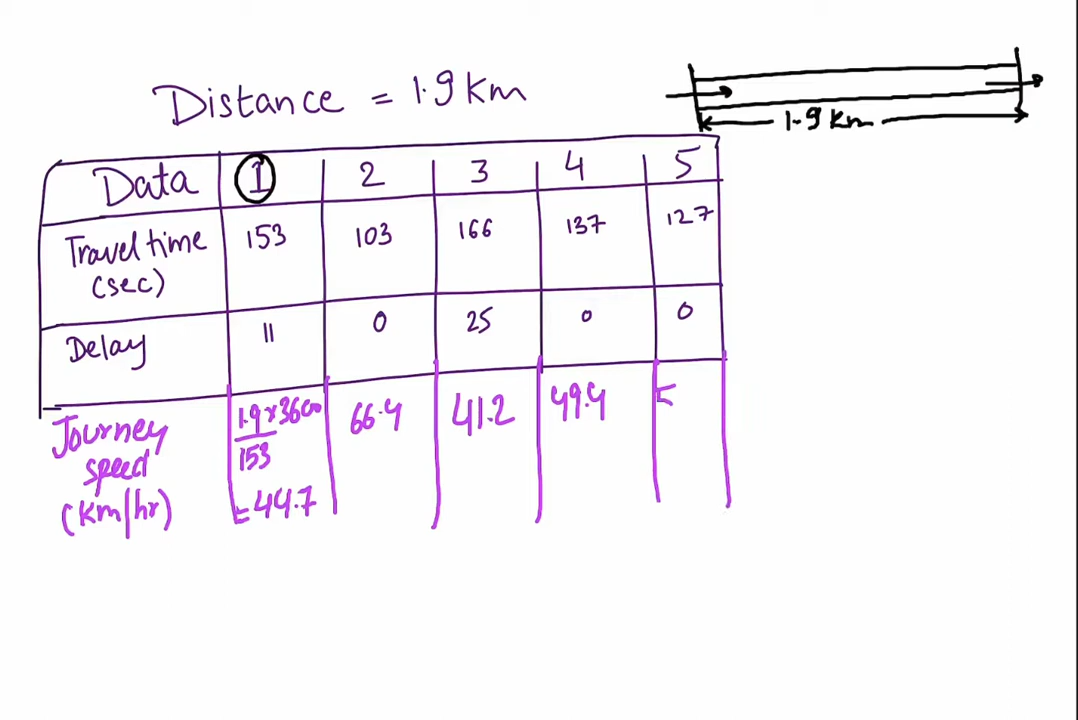 Distance = 1.9 Km
1.9 Km
Data 1 2 3 4 5
Travel time (sec) 153 103 166 137 127
Delay 11 0 25 0 0
Journey speed (Km/hr) 1.9 x 3600 / 153 = 44.7 66.4 41.2 49.4 5